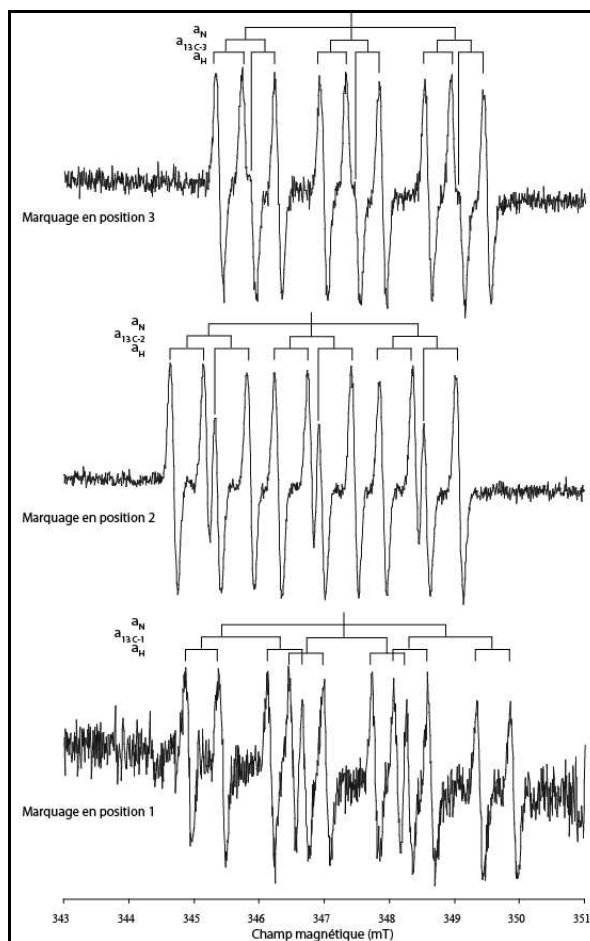 aN
a13C-3
aH
Marquage en position 3
aN
a13C-2
aH
Marquage en position 2
aN
a13C-1
aH
Marquage en position 1
343 344 345 346 347 348 349 350 351
Champ magnétique (mT)